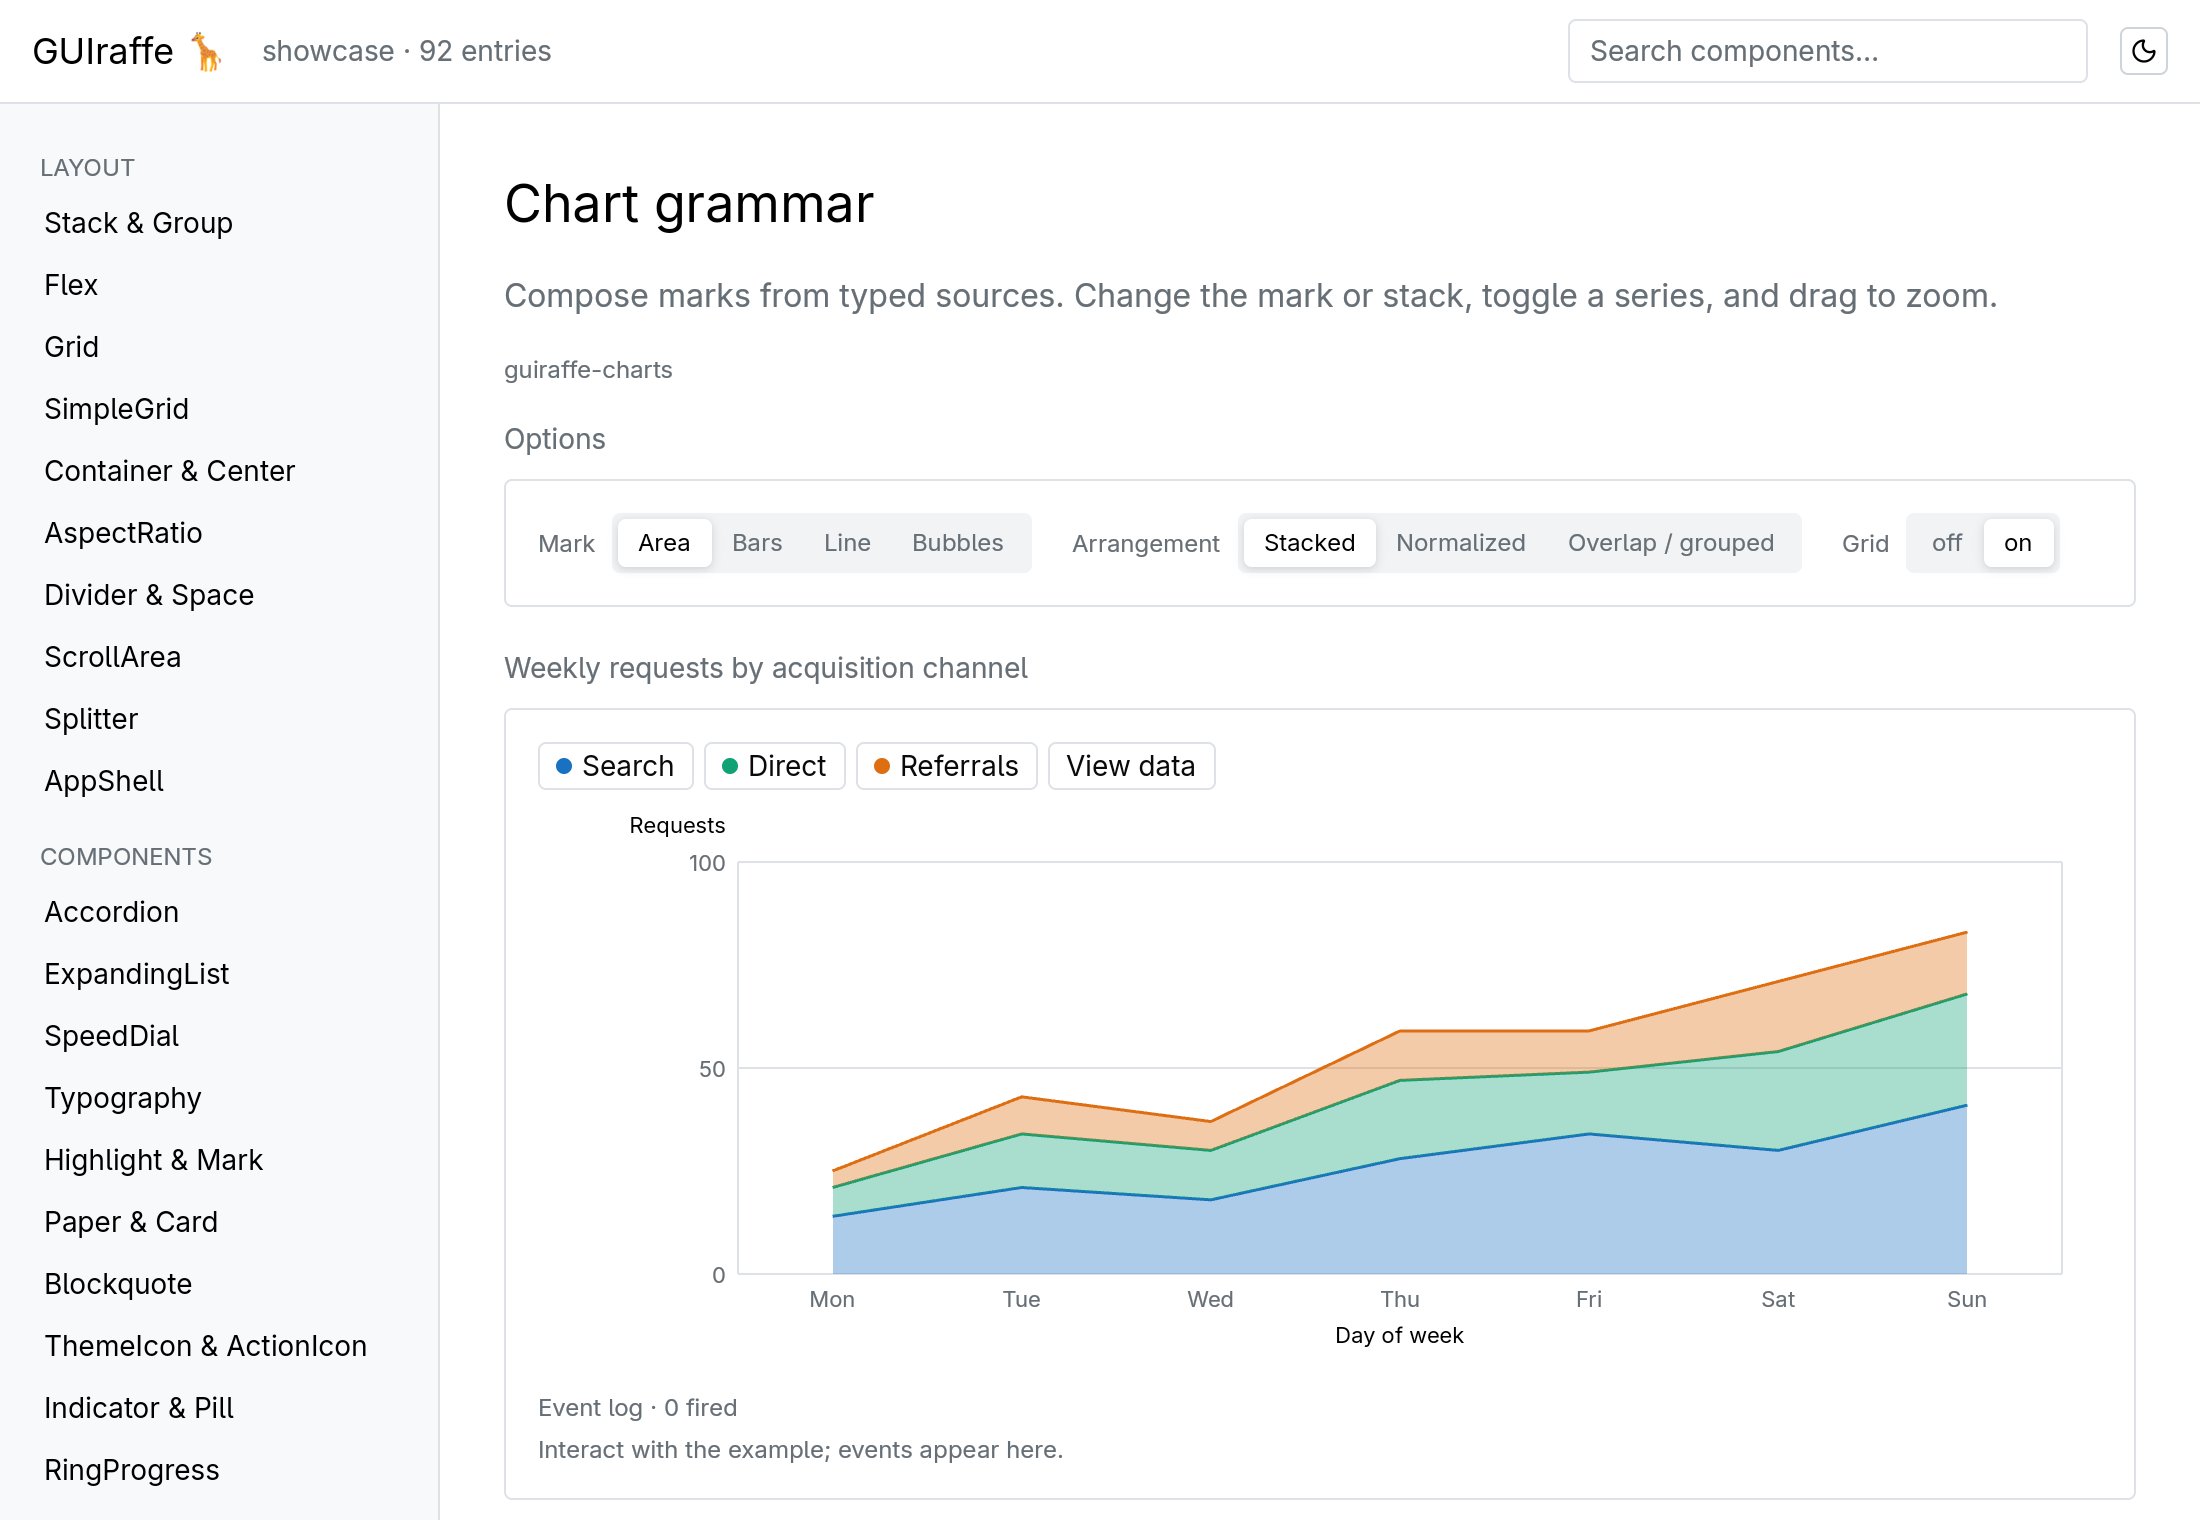 GUIraffe 🦒 showcase · 92 entries Search components...
LAYOUT
Stack & Group
Flex
Grid
SimpleGrid
Container & Center
AspectRatio
Divider & Space
ScrollArea
Splitter
AppShell
COMPONENTS
Accordion
ExpandingList
SpeedDial
Typography
Highlight & Mark
Paper & Card
Blockquote
ThemeIcon & ActionIcon
Indicator & Pill
RingProgress
Chart grammar
Compose marks from typed sources. Change the mark or stack, toggle a series, and drag to zoom.
guiraffe-charts
Options
Mark Area Bars Line Bubbles Arrangement Stacked Normalized Overlap / grouped Grid off on
Weekly requests by acquisition channel
Search Direct Referrals View data
Requests
100
50
0
Mon Tue Wed Thu Fri Sat Sun
Day of week
Event log · 0 fired
Interact with the example; events appear here.